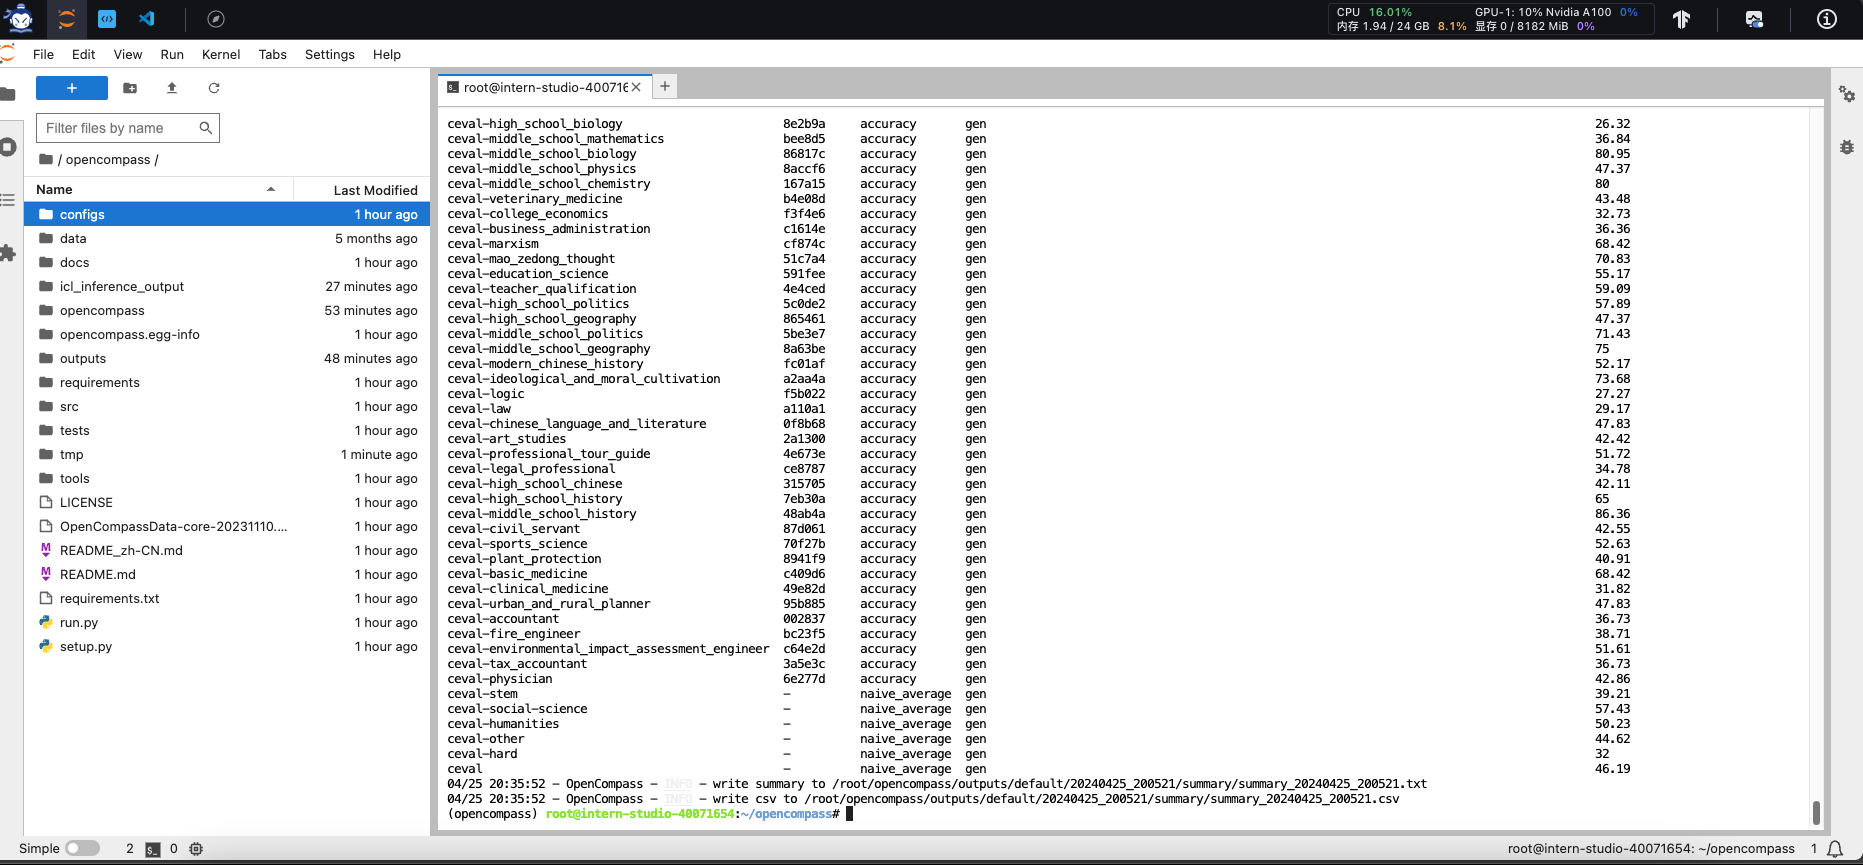 CPU 16.01% GPU-1: 10% Nvidia A100 0%
内存 1.94 / 24 GB 8.1% 显存 0 / 8182 MiB 0%
File Edit View Run Kernel Tabs Settings Help
+
root@intern-studio-400716
Filter files by name
/ opencompass /
Name Last Modified
configs 1 hour ago
data 5 months ago
docs 1 hour ago
icl_inference_output 27 minutes ago
opencompass 53 minutes ago
opencompass.egg-info 1 hour ago
outputs 48 minutes ago
requirements 1 hour ago
src 1 hour ago
tests 1 hour ago
tmp 1 minute ago
tools 1 hour ago
LICENSE 1 hour ago
OpenCompassData-core-20231110.... 1 hour ago
README_zh-CN.md 1 hour ago
README.md 1 hour ago
requirements.txt 1 hour ago
run.py 1 hour ago
setup.py 1 hour ago
ceval-high_school_biology 8e2b9a accuracy gen 26.32
ceval-middle_school_mathematics bee8d5 accuracy gen 36.84
ceval-middle_school_biology 86817c accuracy gen 80.95
ceval-middle_school_physics 8accf6 accuracy gen 47.37
ceval-middle_school_chemistry 167a15 accuracy gen 80
ceval-veterinary_medicine b4e08d accuracy gen 43.48
ceval-college_economics f3f4e6 accuracy gen 32.73
ceval-business_administration c1614e accuracy gen 36.36
ceval-marxism cf874c accuracy gen 68.42
ceval-mao_zedong_thought 51c7a4 accuracy gen 70.83
ceval-education_science 591fee accuracy gen 55.17
ceval-teacher_qualification 4e4ced accuracy gen 59.09
ceval-high_school_politics 5c0de2 accuracy gen 57.89
ceval-high_school_geography 865461 accuracy gen 47.37
ceval-middle_school_politics 5be3e7 accuracy gen 71.43
ceval-middle_school_geography 8a63be accuracy gen 75
ceval-modern_chinese_history fc01af accuracy gen 52.17
ceval-ideological_and_moral_cultivation a2aa4a accuracy gen 73.68
ceval-logic f5b022 accuracy gen 27.27
ceval-law a110a1 accuracy gen 29.17
ceval-chinese_language_and_literature 0f8b68 accuracy gen 47.83
ceval-art_studies 2a1300 accuracy gen 42.42
ceval-professional_tour_guide 4e673e accuracy gen 51.72
ceval-legal_professional ce8787 accuracy gen 34.78
ceval-high_school_chinese 315705 accuracy gen 42.11
ceval-high_school_history 7eb30a accuracy gen 65
ceval-middle_school_history 48ab4a accuracy gen 86.36
ceval-civil_servant 87d061 accuracy gen 42.55
ceval-sports_science 70f27b accuracy gen 52.63
ceval-plant_protection 8941f9 accuracy gen 40.91
ceval-basic_medicine c409d6 accuracy gen 68.42
ceval-clinical_medicine 49e82d accuracy gen 31.82
ceval-urban_and_rural_planner 95b885 accuracy gen 47.83
ceval-accountant 002837 accuracy gen 36.73
ceval-fire_engineer bc23f5 accuracy gen 38.71
ceval-environmental_impact_assessment_engineer c64e2d accuracy gen 51.61
ceval-tax_accountant 3a5e3c accuracy gen 36.73
ceval-physician 6e277d accuracy gen 42.86
ceval-stem - naive_average gen 39.21
ceval-social-science - naive_average gen 57.43
ceval-humanities - naive_average gen 50.23
ceval-other - naive_average gen 44.62
ceval-hard - naive_average gen 32
ceval - naive_average gen 46.19
04/25 20:35:52 - OpenCompass - INFO - write summary to /root/opencompass/outputs/default/20240425_200521/summary/summary_20240425_200521.txt
04/25 20:35:52 - OpenCompass - INFO - write csv to /root/opencompass/outputs/default/20240425_200521/summary/summary_20240425_200521.csv
(opencompass) root@intern-studio-40071654:~/opencompass#
Simple 2 0 root@intern-studio-40071654: ~/opencompass 1